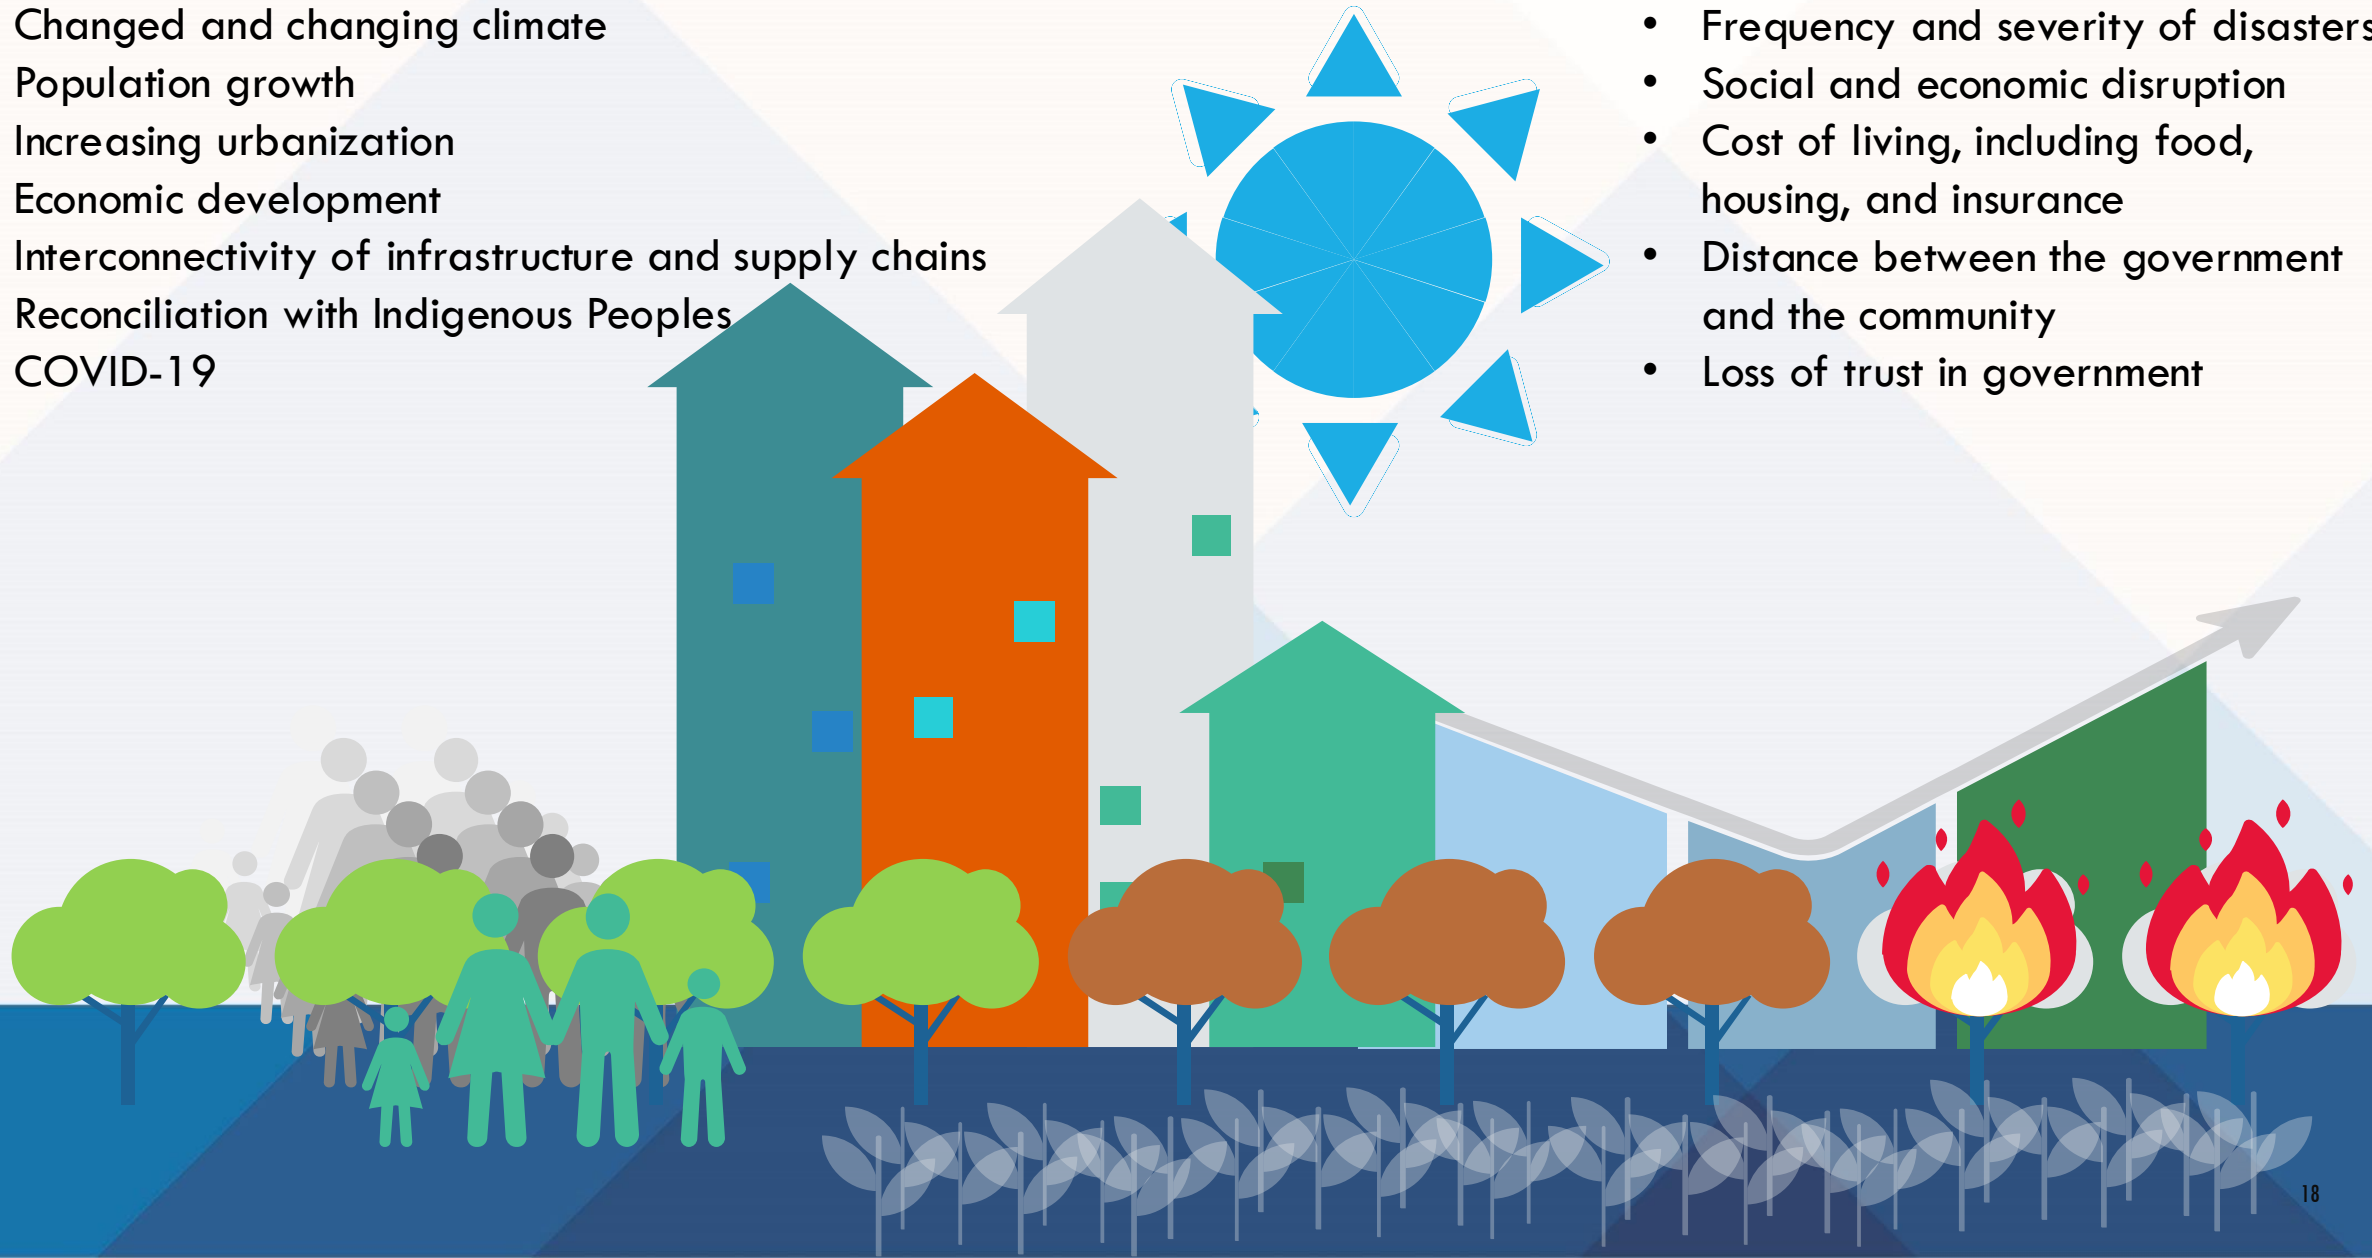 Changed and changing climate
Population growth
Increasing urbanization
Economic development
Interconnectivity of infrastructure and supply chains
Reconciliation with Indigenous Peoples
COVID-19
• Frequency and severity of disasters
• Social and economic disruption
• Cost of living, including food,
housing, and insurance
• Distance between the government
and the community
• Loss of trust in government
18